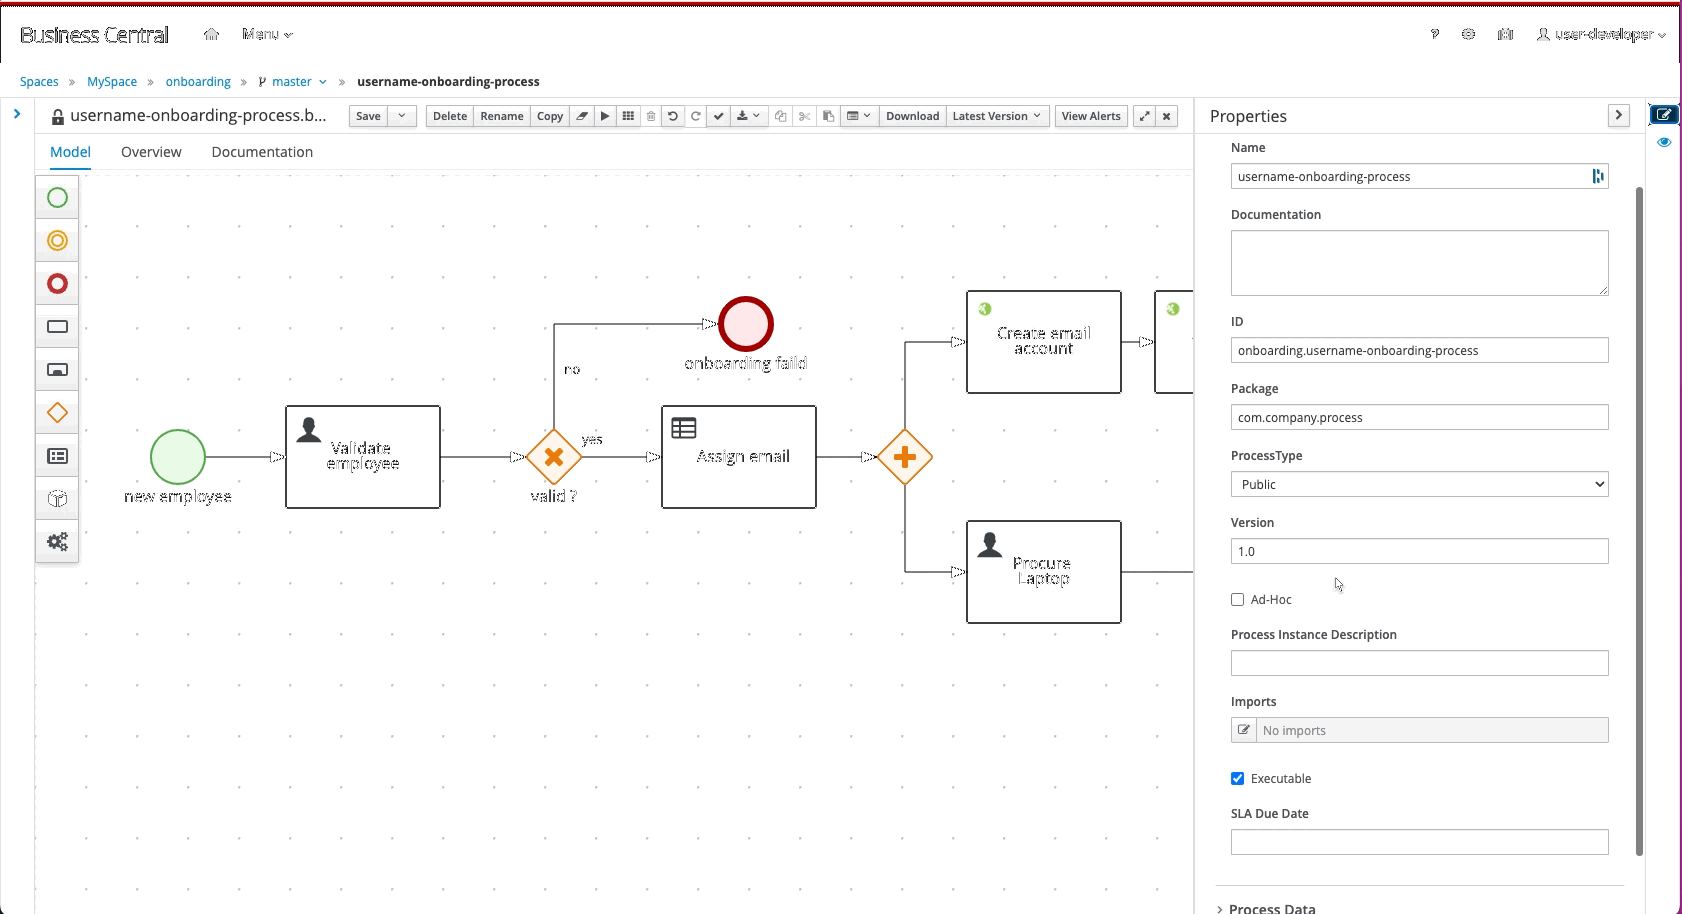 Business Central
Menu
?
user-developer
Spaces » MySpace » onboarding » master » username-onboarding-process
username-onboarding-process.b...
Save
Delete
Rename
Copy
Download
Latest Version
View Alerts
Model
Overview
Documentation
new employee
Validate
employee
valid ?
no
yes
onboarding faild
Assign email
Create email
account
Procure
Laptop
Properties
Name
username-onboarding-process
Documentation
ID
onboarding.username-onboarding-process
Package
com.company.process
ProcessType
Public
Version
1.0
Ad-Hoc
Process Instance Description
Imports
No imports
Executable
SLA Due Date
Process Data